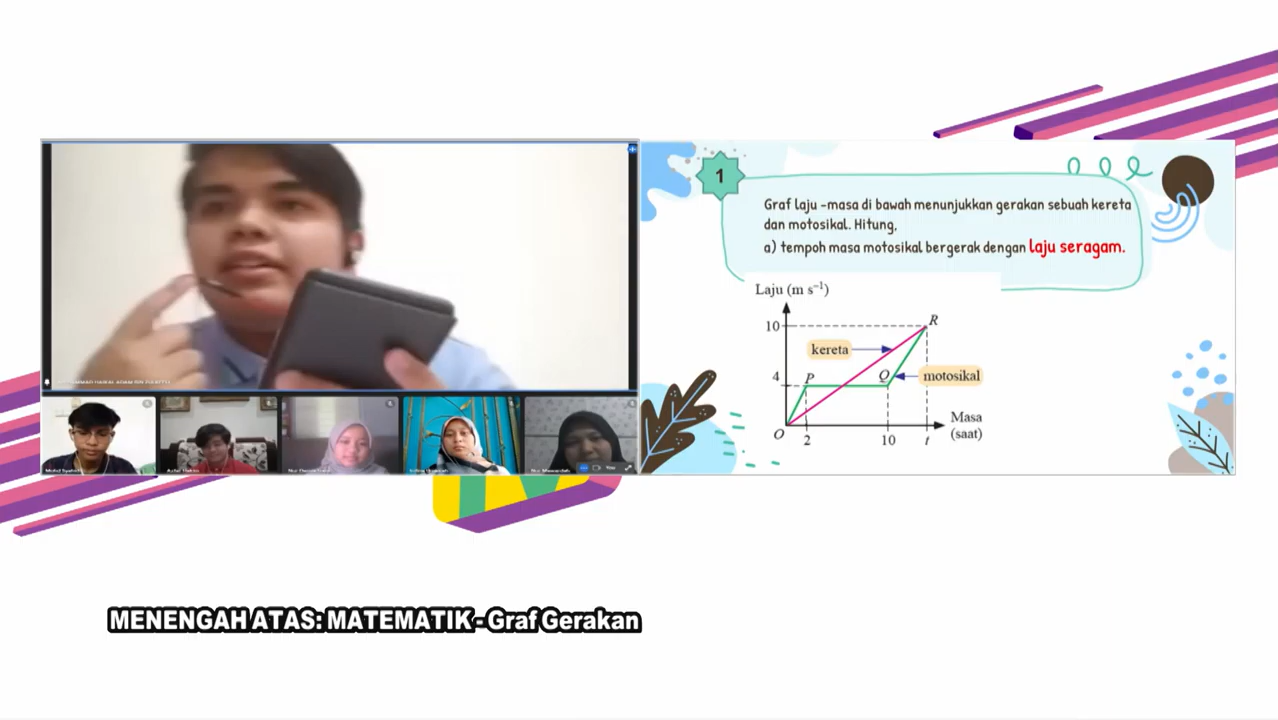 1
Graf laju -masa di bawah menunjukkan gerakan sebuah kereta
dan motosikal. Hitung,
a) tempoh masa motosikal bergerak dengan laju seragam.
Laju (m s⁻¹)
10
R
kereta
4
P
Q
motosikal
O
2
10
t
Masa
(saat)
You
MENENGAH ATAS: MATEMATIK - Graf Gerakan